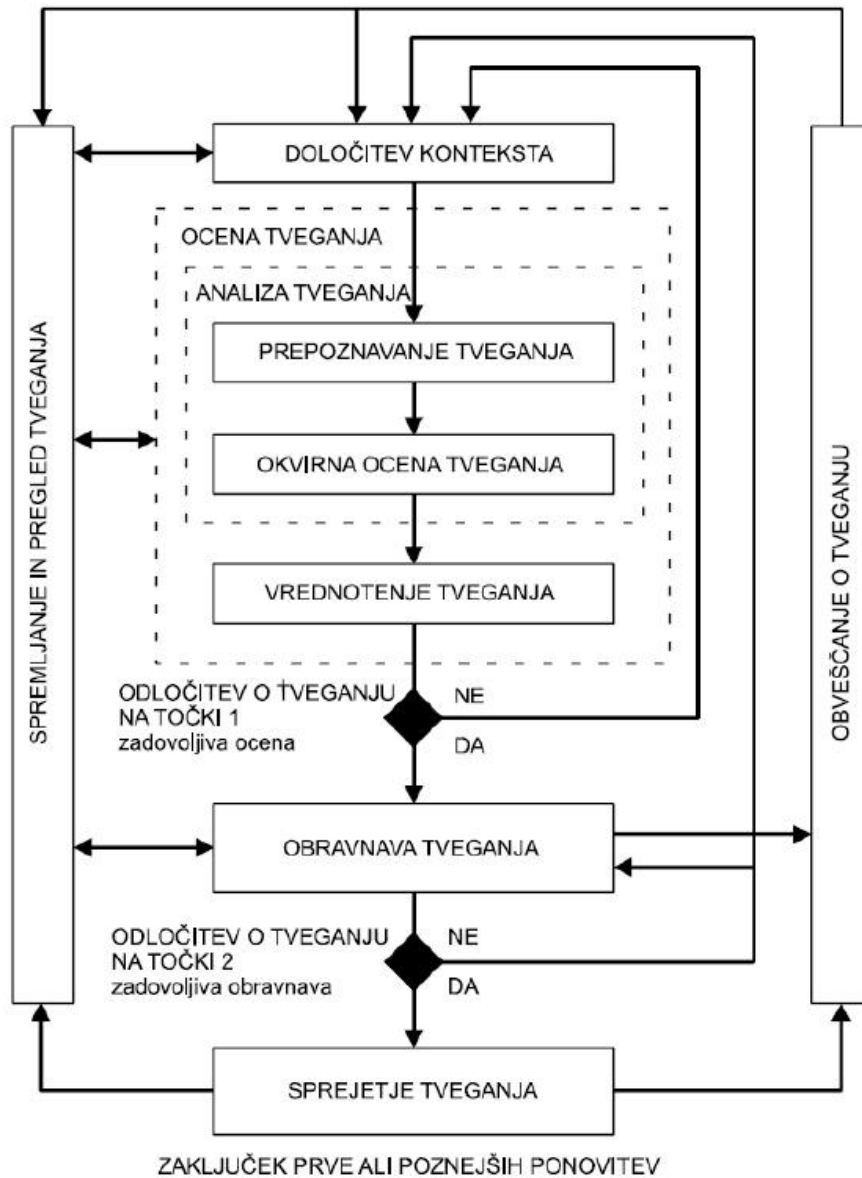 DOLOČITEV KONTEKSTA
OCENA TVEGANJA
ANALIZA TVEGANJA
PREPOZNAVANJE TVEGANJA
OKVIRNA OCENA TVEGANJA
VREDNOTENJE TVEGANJA
SPREMLJANJE IN PREGLED TVEGANJA
OBVEŠČANJE O TVEGANJU
ODLOČITEV O TVEGANJU
NA TOČKI 1
zadovoljiva ocena
NE
DA
OBRAVNAVA TVEGANJA
ODLOČITEV O TVEGANJU
NA TOČKI 2
zadovoljiva obravnava
NE
DA
SPREJETJE TVEGANJA
ZAKLJUČEK PRVE ALI POZNEJŠIH PONOVITEV